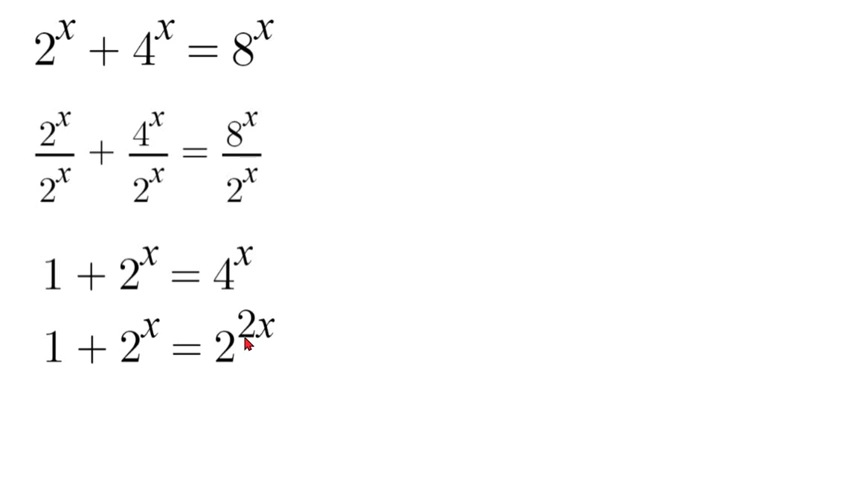 2^x + 4^x = 8^x
2^x/2^x + 4^x/2^x = 8^x/2^x
1 + 2^x = 4^x
1 + 2^x = 2^2x